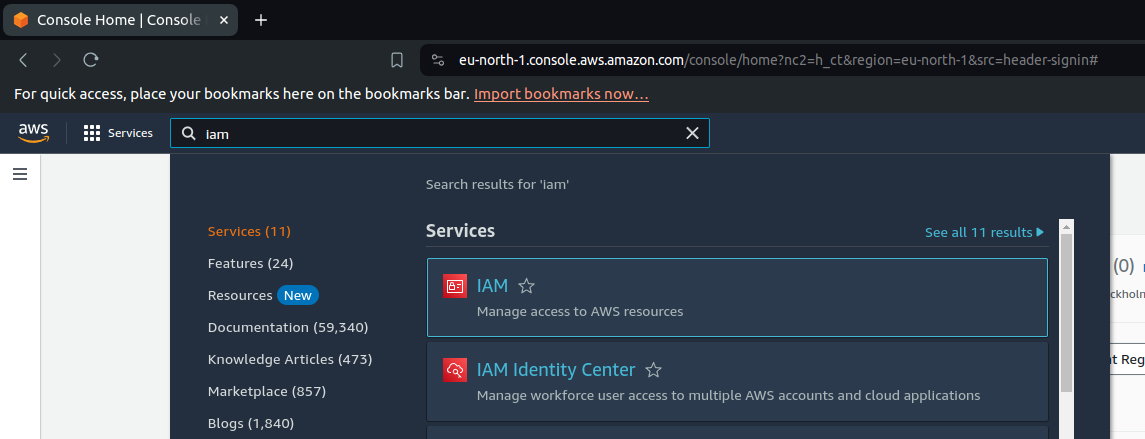 Console Home | Console
eu-north-1.console.aws.amazon.com/console/home?nc2=h_ct&region=eu-north-1&src=header-signin#
For quick access, place your bookmarks here on the bookmarks bar. Import bookmarks now…
aws
Services
iam
Search results for 'iam'
Services (11)
Features (24)
Resources New
Documentation (59,340)
Knowledge Articles (473)
Marketplace (857)
Blogs (1,840)
Services
See all 11 results
IAM
Manage access to AWS resources
IAM Identity Center
Manage workforce user access to multiple AWS accounts and cloud applications
(0)